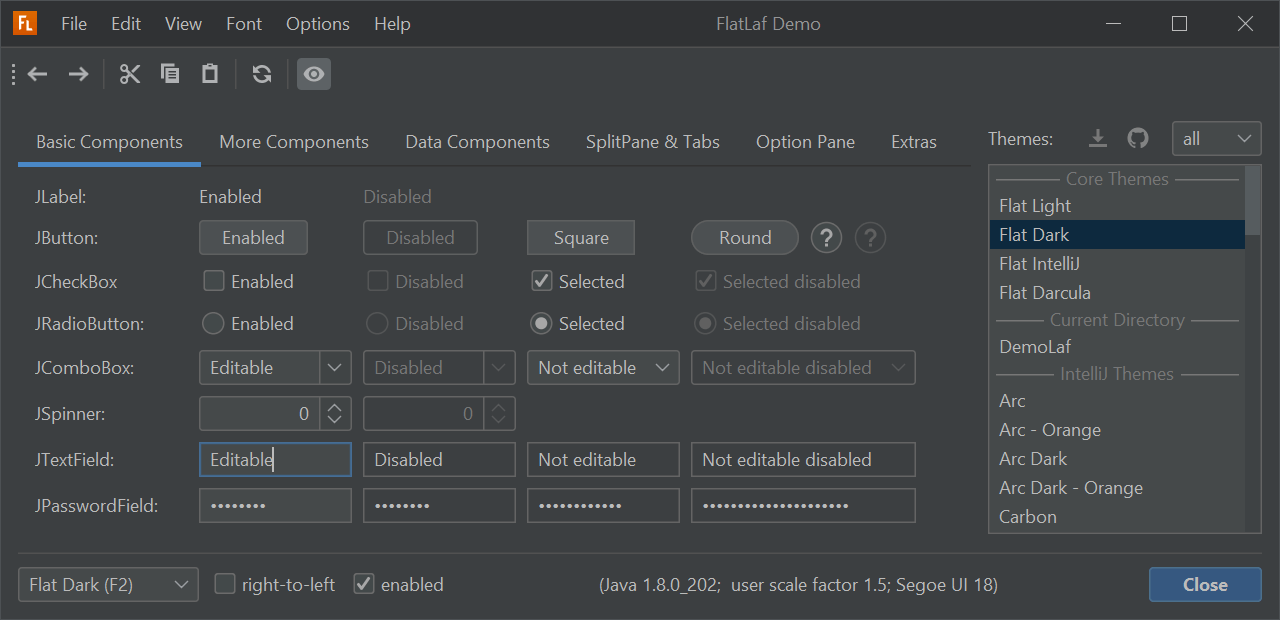 FL File Edit View Font Options Help FlatLaf Demo
Basic Components More Components Data Components SplitPane & Tabs Option Pane Extras
JLabel: Enabled Disabled
JButton: Enabled Disabled Square Round ? ?
JCheckBox Enabled Disabled Selected Selected disabled
JRadioButton: Enabled Disabled Selected Selected disabled
JComboBox: Editable Disabled Not editable Not editable disabled
JSpinner: 0 0
JTextField: Editable Disabled Not editable Not editable disabled
JPasswordField: •••••••• •••••••• •••••••••••• ••••••••••••••••••••
Themes: all
Core Themes
Flat Light
Flat Dark
Flat IntelliJ
Flat Darcula
Current Directory
DemoLaf
IntelliJ Themes
Arc
Arc - Orange
Arc Dark
Arc Dark - Orange
Carbon
Flat Dark (F2) right-to-left enabled (Java 1.8.0_202; user scale factor 1.5; Segoe UI 18) Close